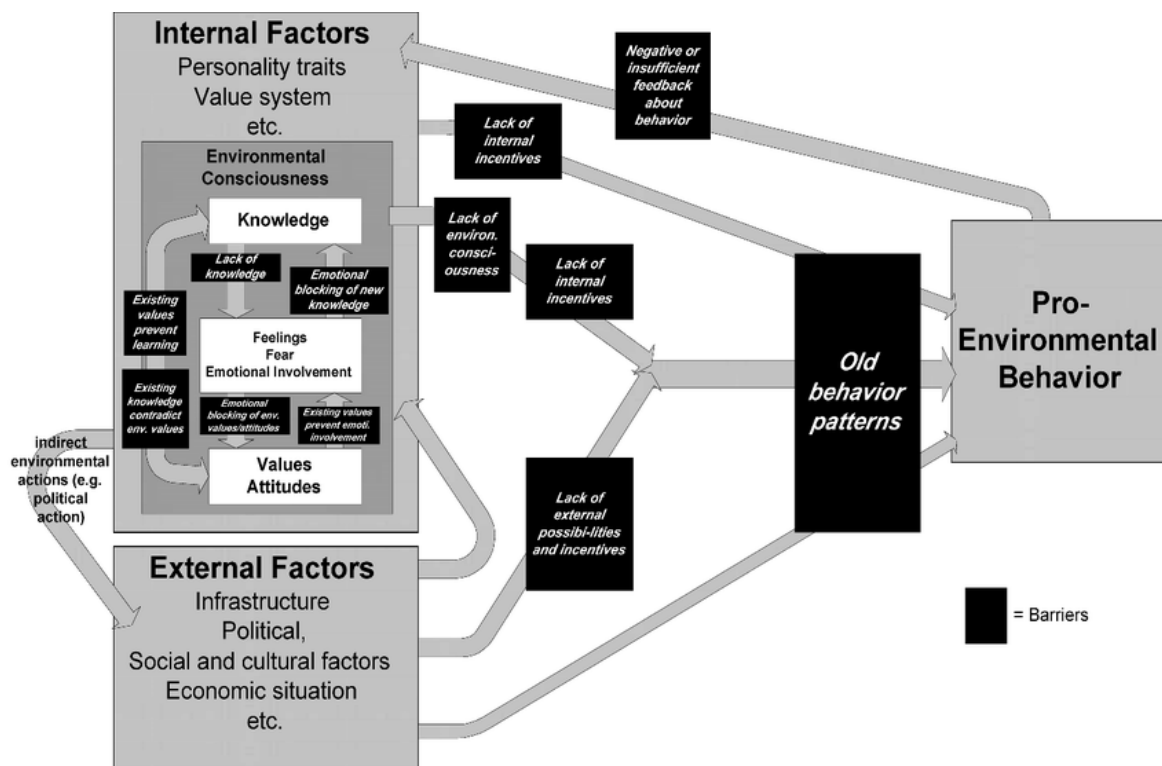 Internal Factors
Personality traits
Value system
etc.
Environmental
Consciousness
Knowledge
Lack of
knowledge
Emotional
blocking of new
knowledge
Existing
values
prevent
learning
Feelings
Fear
Emotional Involvement
Existing
knowledge
contradict
env. values
Emotional
blocking of env.
values/attitudes
Existing values
prevent emoti.
involvement
Values
Attitudes
indirect
environmental
actions (e.g.
political
action)
External Factors
Infrastructure
Political,
Social and cultural factors
Economic situation
etc.
Negative or
insufficient
feedback
about
behavior
Lack of
internal
incentives
Lack of
environ.
consci-
ousness
Lack of
internal
incentives
Lack of
external
possibi-lities
and incentives
Old
behavior
patterns
Pro-
Environmental
Behavior
= Barriers